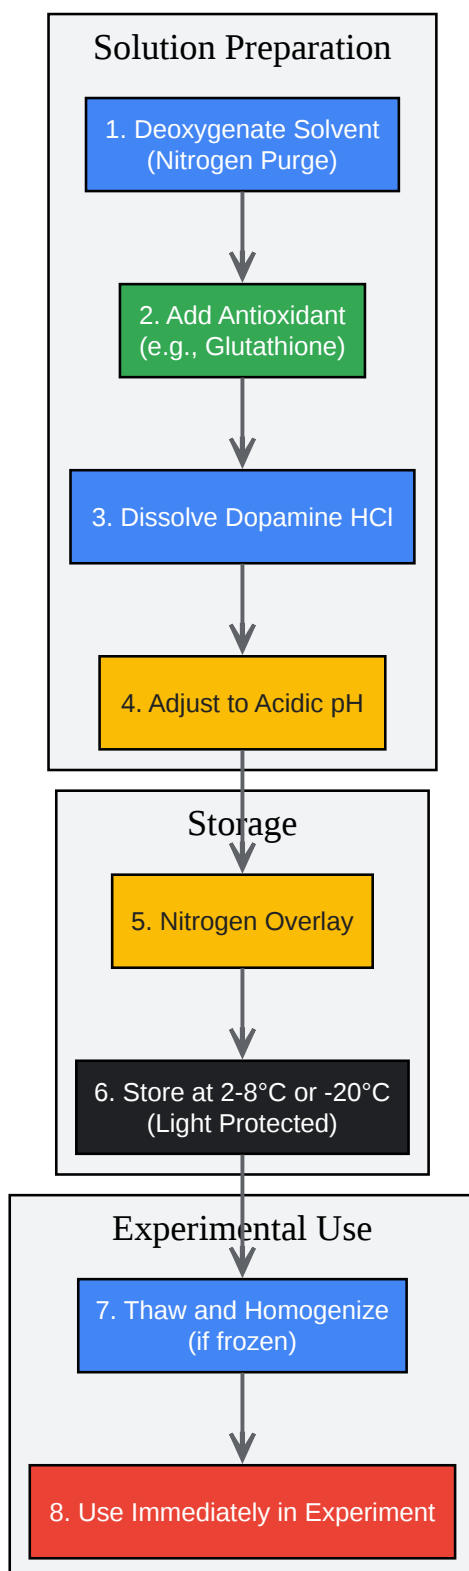 Solution Preparation
1. Deoxygenate Solvent
(Nitrogen Purge)
2. Add Antioxidant
(e.g., Glutathione)
3. Dissolve Dopamine HCl
4. Adjust to Acidic pH
Storage
5. Nitrogen Overlay
6. Store at 2-8°C or -20°C
(Light Protected)
Experimental Use
7. Thaw and Homogenize
(if frozen)
8. Use Immediately in Experiment